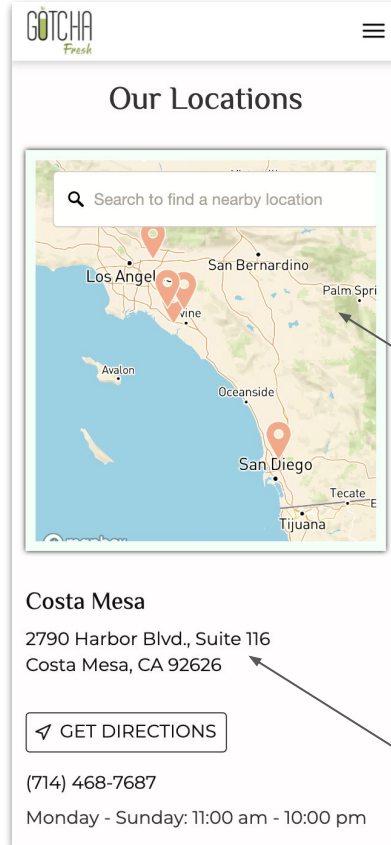 GOTCHA
Fresh
Our Locations
Search to find a nearby location
Los Angel
San Bernardino
Palm Spri
vine
Avalon
Oceanside
San Diego
Tecate
Tijuana
Costa Mesa
2790 Harbor Blvd., Suite 116
Costa Mesa, CA 92626
GET DIRECTIONS
(714) 468-7687
Monday - Sunday: 11:00 am - 10:00 pm